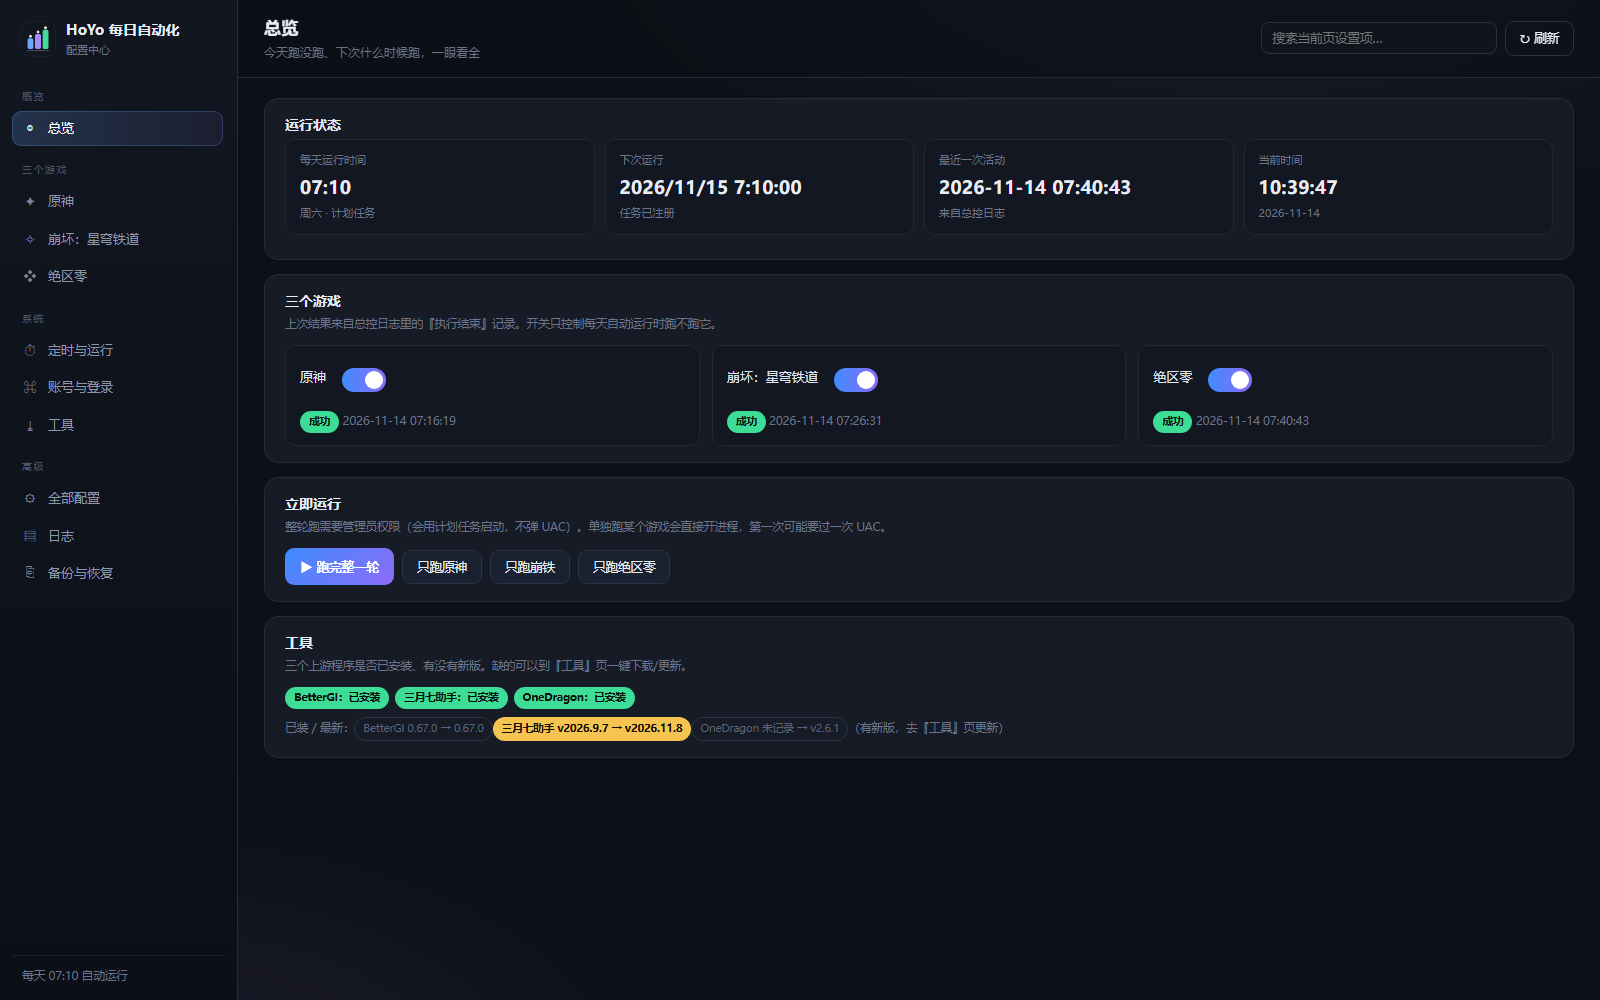 HoYo 每日自动化
配置中心
概览
总览
三个游戏
原神
崩坏：星穹铁道
绝区零
系统
定时与运行
账号与登录
工具
高级
全部配置
日志
备份与恢复
每天 07:10 自动运行
总览
今天跑没跑、下次什么时候跑，一眼看全
搜索当前页设置项...
↻ 刷新
运行状态
每天运行时间
07:10
周六 · 计划任务
下次运行
2026/11/15 7:10:00
任务已注册
最近一次活动
2026-11-14 07:40:43
来自总控日志
当前时间
10:39:47
2026-11-14
三个游戏
上次结果来自总控日志里的『执行结束』记录。开关只控制每天自动运行时跑不跑它。
原神
成功 2026-11-14 07:16:19
崩坏：星穹铁道
成功 2026-11-14 07:26:31
绝区零
成功 2026-11-14 07:40:43
立即运行
整轮跑需要管理员权限（会用计划任务启动，不弹 UAC）。单独跑某个游戏会直接开进程，第一次可能要过一次 UAC。
▶ 跑完整一轮 只跑原神 只跑崩铁 只跑绝区零
工具
三个上游程序是否已安装、有没有新版。缺的可以到『工具』页一键下载/更新。
BetterGI：已安装 三月七助手：已安装 OneDragon：已安装
已装 / 最新： BetterGI 0.67.0 → 0.67.0 三月七助手 v2026.9.7 → v2026.11.8 OneDragon 未记录 → v2.6.1 （有新版，去『工具』页更新）